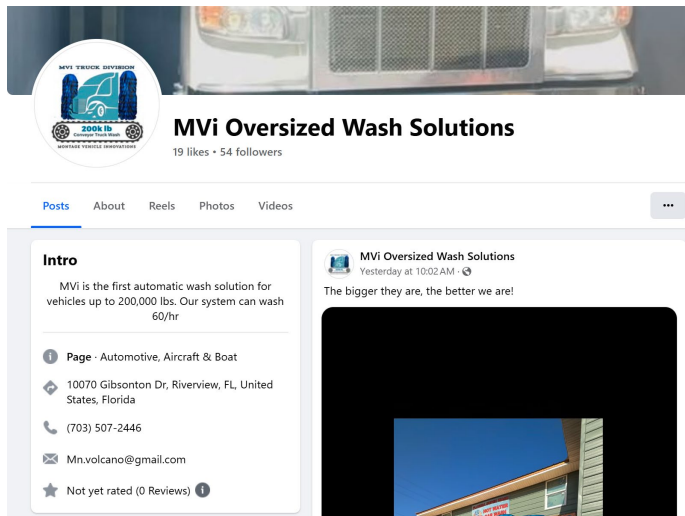 MVI TRUCK DIVISION
200k lb
Conveyor Truck Wash
MONTAGE VEHICLE INNOVATIONS
MVi Oversized Wash Solutions
19 likes • 54 followers
Posts About Reels Photos Videos
Intro
MVi is the first automatic wash solution for
vehicles up to 200,000 lbs. Our system can wash
60/hr
Page · Automotive, Aircraft & Boat
10070 Gibsonton Dr, Riverview, FL, United
States, Florida
(703) 507-2446
Mn.volcano@gmail.com
Not yet rated (0 Reviews)
MVi Oversized Wash Solutions
Yesterday at 10:02 AM ·
The bigger they are, the better we are!